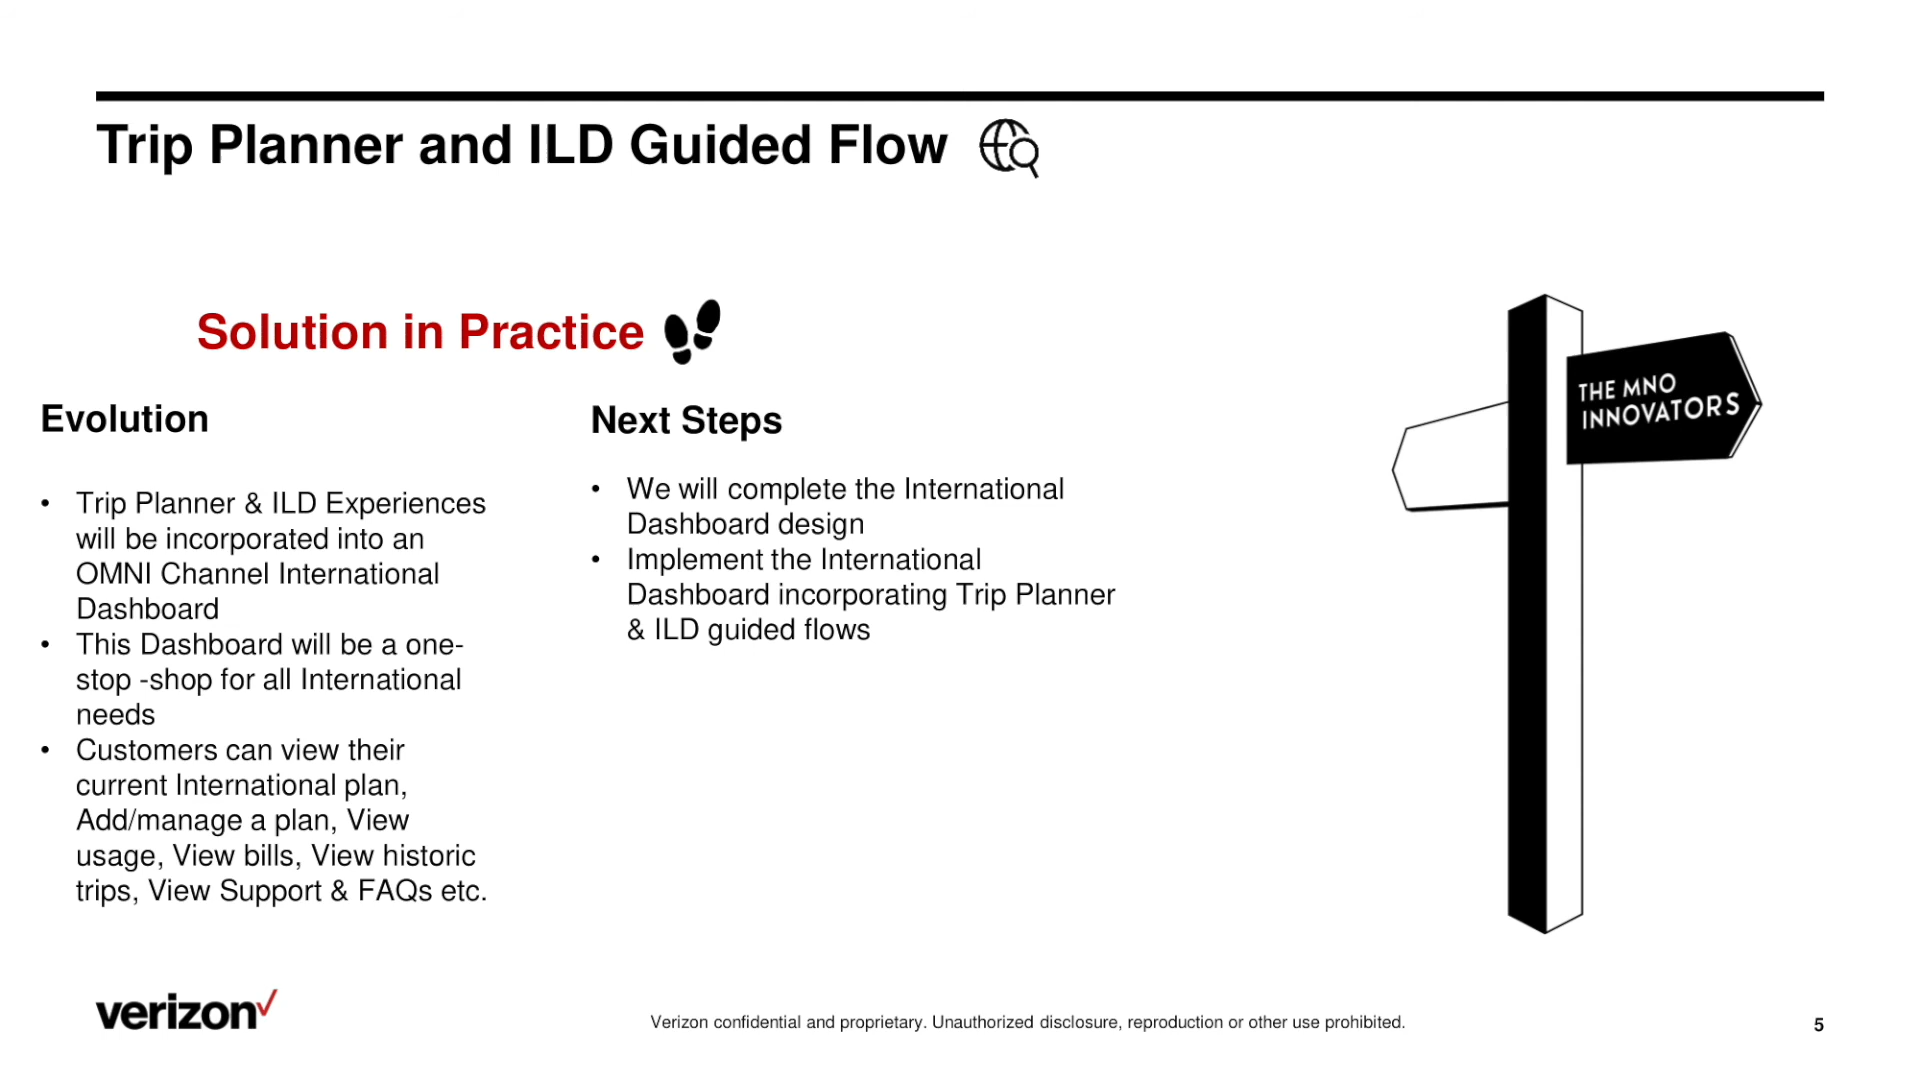 Trip Planner and ILD Guided Flow
Solution in Practice
Evolution
• Trip Planner & ILD Experiences
will be incorporated into an
OMNI Channel International
Dashboard
• This Dashboard will be a one-
stop -shop for all International
needs
• Customers can view their
current International plan,
Add/manage a plan, View
usage, View bills, View historic
trips, View Support & FAQs etc.
Next Steps
• We will complete the International
Dashboard design
• Implement the International
Dashboard incorporating Trip Planner
& ILD guided flows
THE MNO
INNOVATORS
verizon
Verizon confidential and proprietary. Unauthorized disclosure, reproduction or other use prohibited.
5